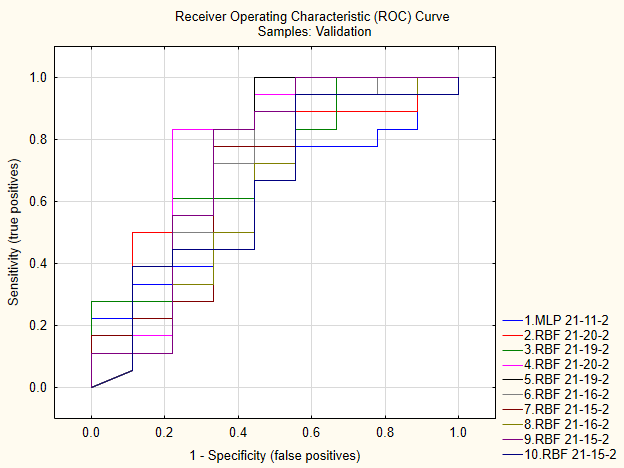 Receiver Operating Characteristic (ROC) Curve
Samples: Validation
1.0
0.8
0.6
0.4
0.2
0.0
Sensitivity (true positives)
0.0 0.2 0.4 0.6 0.8 1.0
1 - Specificity (false positives)
1.MLP 21-11-2
2.RBF 21-20-2
3.RBF 21-19-2
4.RBF 21-20-2
5.RBF 21-19-2
6.RBF 21-16-2
7.RBF 21-15-2
8.RBF 21-16-2
9.RBF 21-15-2
10.RBF 21-15-2